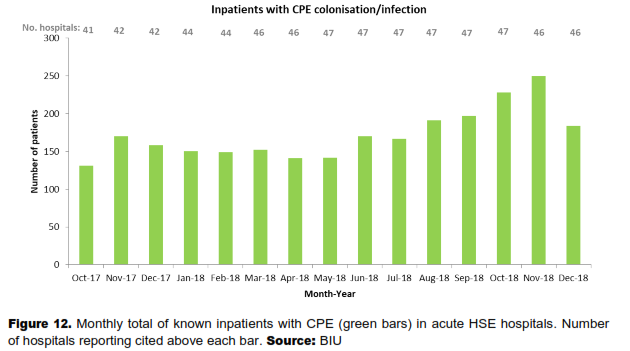 Inpatients with CPE colonisation/infection
No. hospitals: 41 42 42 44 44 46 46 47 47 47 47 47 47 46 46
300
250
200
150
100
50
0
Number of patients
Oct-17 Nov-17 Dec-17 Jan-18 Feb-18 Mar-18 Apr-18 May-18 Jun-18 Jul-18 Aug-18 Sep-18 Oct-18 Nov-18 Dec-18
Month-Year
Figure 12. Monthly total of known inpatients with CPE (green bars) in acute HSE hospitals. Number
of hospitals reporting cited above each bar. Source: BIU